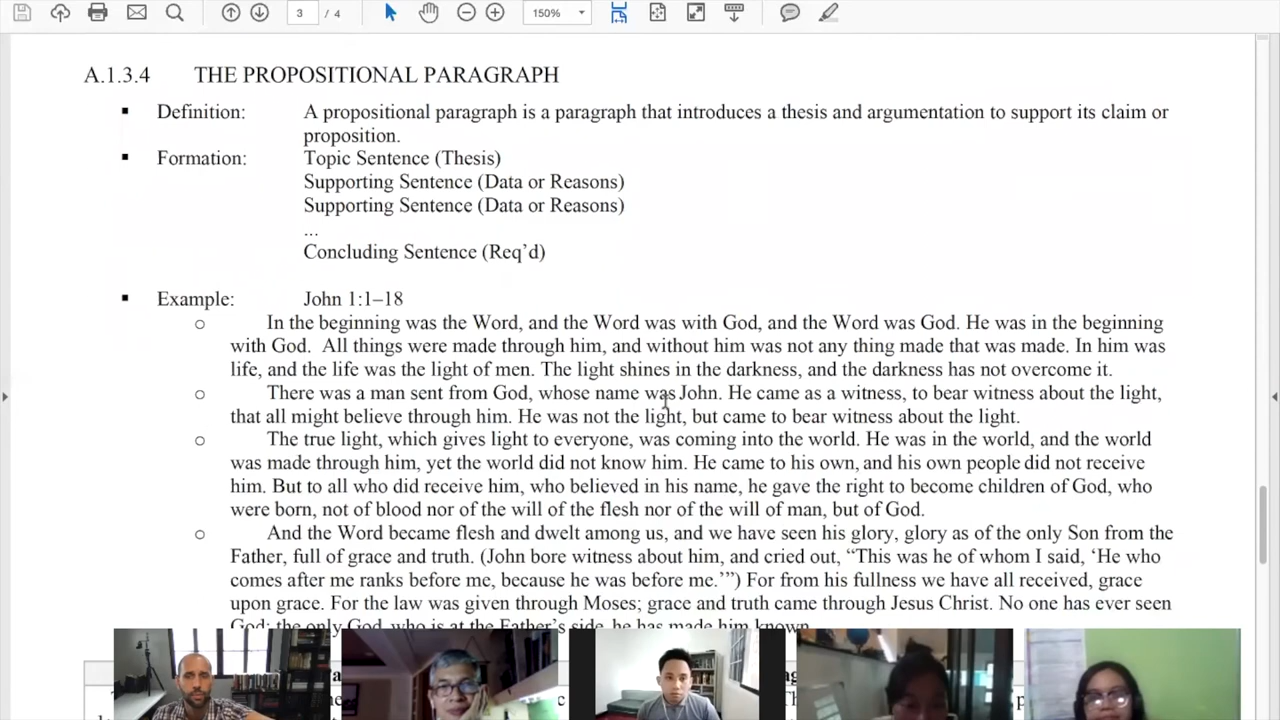 3 / 4 150%
A.1.3.4 THE PROPOSITIONAL PARAGRAPH
▪ Definition: A propositional paragraph is a paragraph that introduces a thesis and argumentation to support its claim or
proposition.
▪ Formation: Topic Sentence (Thesis)
Supporting Sentence (Data or Reasons)
Supporting Sentence (Data or Reasons)
...
Concluding Sentence (Req’d)
▪ Example: John 1:1–18
o In the beginning was the Word, and the Word was with God, and the Word was God. He was in the beginning
with God. All things were made through him, and without him was not any thing made that was made. In him was
life, and the life was the light of men. The light shines in the darkness, and the darkness has not overcome it.
o There was a man sent from God, whose name was John. He came as a witness, to bear witness about the light,
that all might believe through him. He was not the light, but came to bear witness about the light.
o The true light, which gives light to everyone, was coming into the world. He was in the world, and the world
was made through him, yet the world did not know him. He came to his own, and his own people did not receive
him. But to all who did receive him, who believed in his name, he gave the right to become children of God, who
were born, not of blood nor of the will of the flesh nor of the will of man, but of God.
o And the Word became flesh and dwelt among us, and we have seen his glory, glory as of the only Son from the
Father, full of grace and truth. (John bore witness about him, and cried out, “This was he of whom I said, ‘He who
comes after me ranks before me, because he was before me.’”) For from his fullness we have all received, grace
upon grace. For the law was given through Moses; grace and truth came through Jesus Christ. No one has ever seen
God; the only God, who is at the Father’s side, he has made him known.